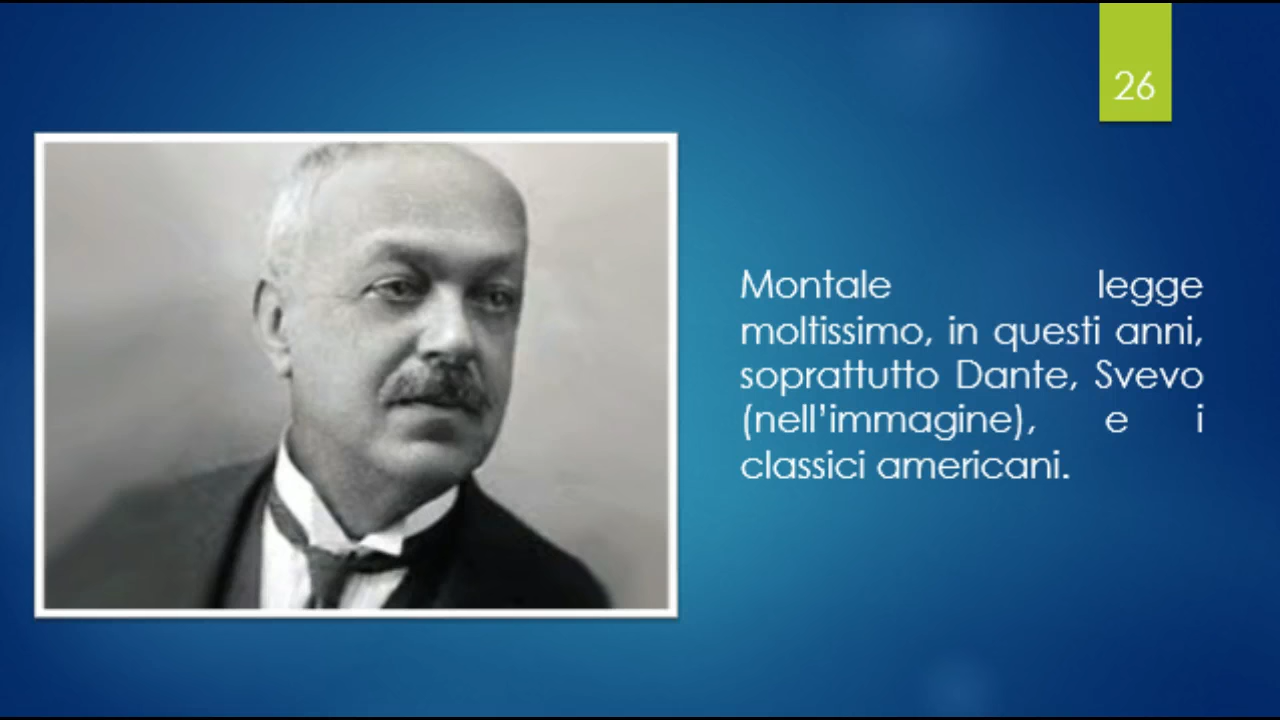 26
Montale legge
moltissimo, in questi anni,
soprattutto Dante, Svevo
(nell'immagine), e i
classici americani.